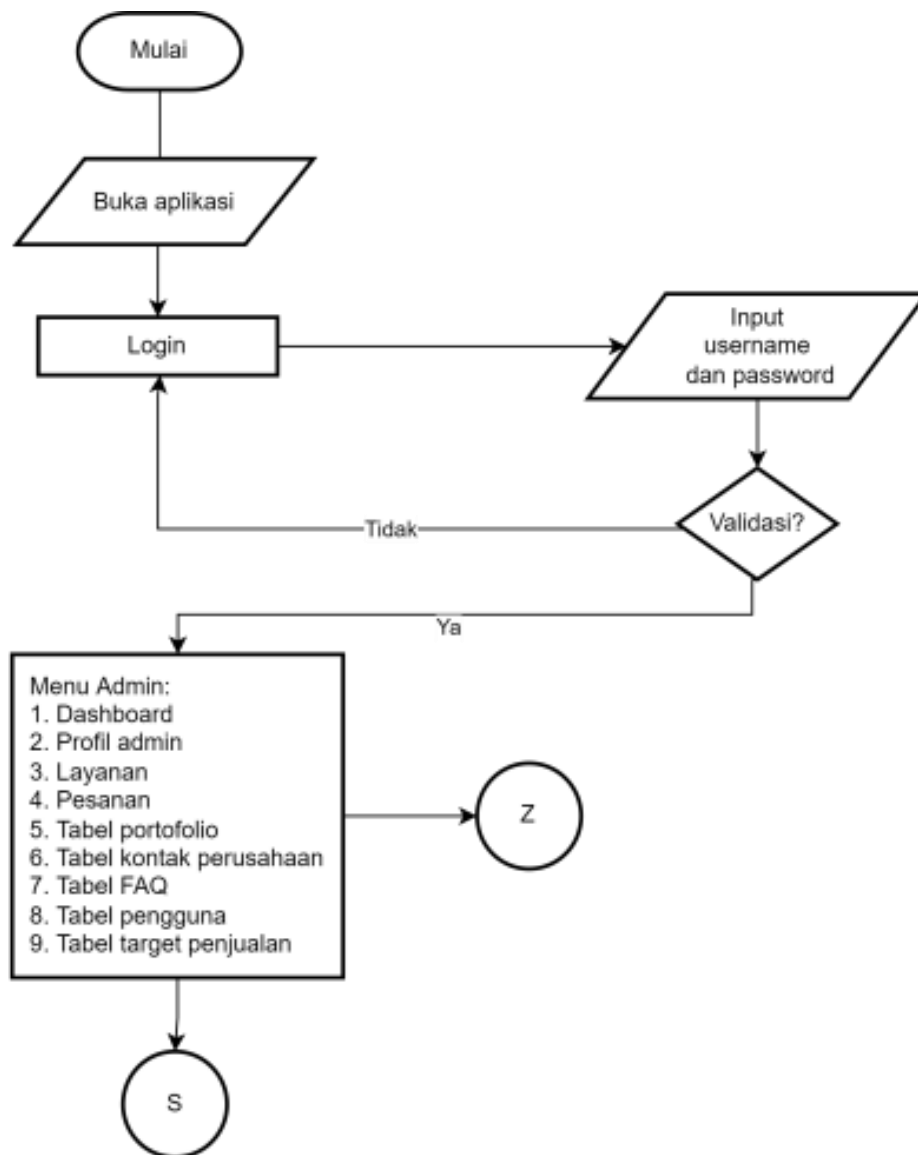 Mulai
Buka aplikasi
Login
Input
username
dan password
Validasi?
Tidak
Ya
Menu Admin:
1. Dashboard
2. Profil admin
3. Layanan
4. Pesanan
5. Tabel portofolio
6. Tabel kontak perusahaan
7. Tabel FAQ
8. Tabel pengguna
9. Tabel target penjualan
Z
S